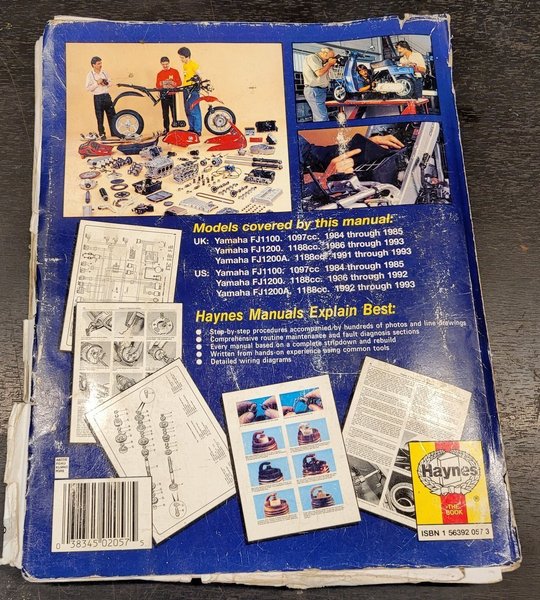 Models covered by this manual:
UK: Yamaha FJ1100. 1097cc. 1984 through 1985
Yamaha FJ1200. 1188cc. 1986 through 1993
Yamaha FJ1200A. 1188cc. 1991 through 1993
US: Yamaha FJ1100: 1097cc 1984 through 1985
Yamaha FJ1200. 1188cc. 1986 through 1992
Yamaha FJ1200A. 1188cc. 1992 through 1993
Haynes Manuals Explain Best:
Step-by-step procedures accompanied by hundreds of photos and line drawings
Comprehensive routine maintenance and fault diagnosis sections
Every manual based on a complete stripdown and rebuild
Written from hands-on experience using common tools
Detailed wiring diagrams
Haynes
®
THE
BOOK
ISBN 1 56392 057 3
0 38345 02057 5